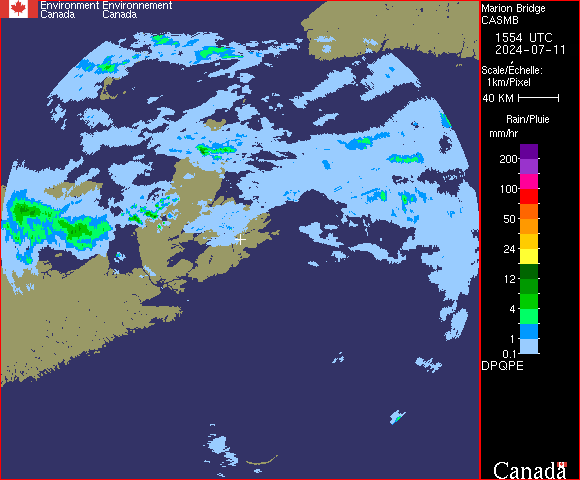 Environment Environnement
Canada Canada
Marion Bridge
CASMB
1554 UTC
2024-07-11
Scale/Échelle:
1km/Pixel
40 KM
Rain/Pluie
mm/hr
200
100
50
24
12
4
1
0.1
DPQPE
Canada